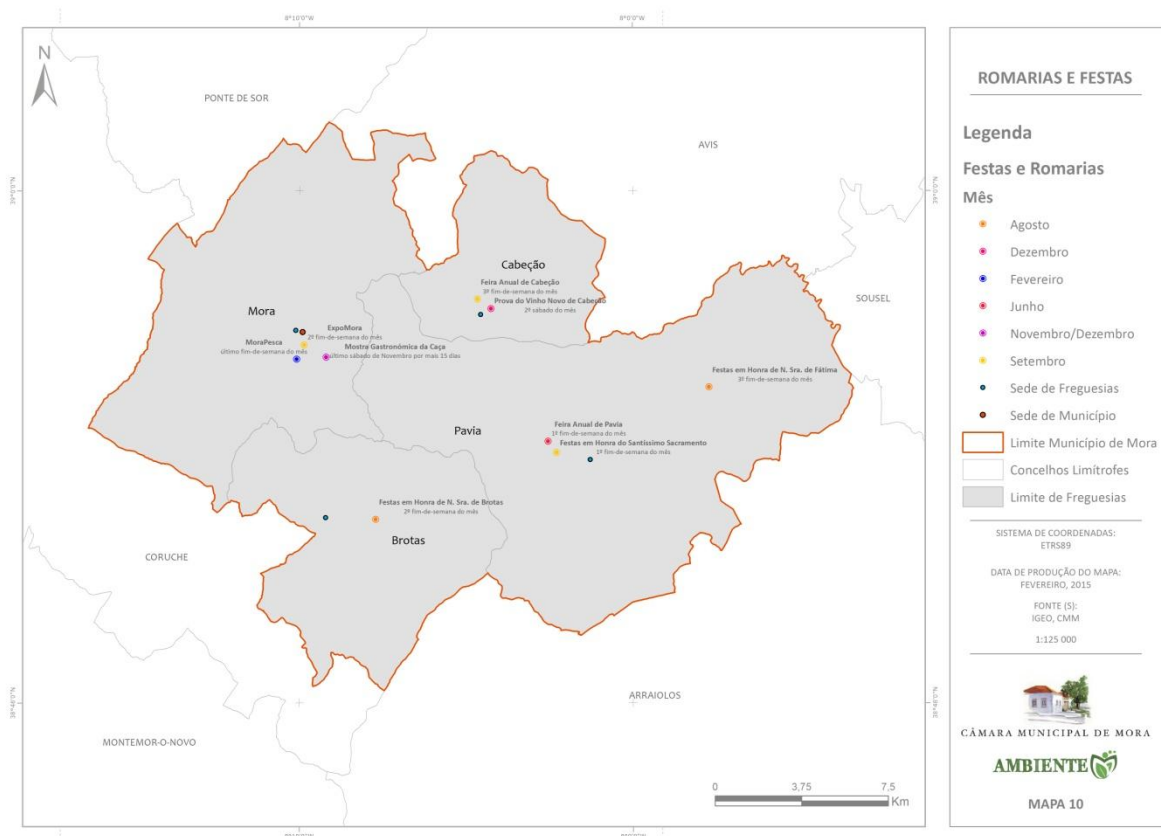 8°10'0"W
8°0'0"W
N
PONTE DE SOR
AVIS
39°0'0"N
39°0'0"N
Cabeção
Feira Anual de Cabeção
3º fim-de-semana do mês
Prova do Vinho Novo de Cabeção
2º sábado do mês
SOUSEL
Mora
ExpoMora
2º fim-de-semana do mês
MoraPesca
último fim-de-semana do mês
Mostra Gastronómica da Caça
último sábado de Novembro por mais 15 dias
Festas em Honra de N. Sra. de Fátima
3º fim-de-semana do mês
Pavia
Feira Anual de Pavia
1º fim-de-semana do mês
Festas em Honra do Santíssimo Sacramento
1º fim-de-semana do mês
Festas em Honra de N. Sra. de Brotas
2º fim-de-semana do mês
Brotas
CORUCHE
ARRAIOLOS
MONTEMOR-O-NOVO
0 3,75 7,5
Km
ROMARIAS E FESTAS
Legenda
Festas e Romarias
Mês
Agosto
Dezembro
Fevereiro
Junho
Novembro/Dezembro
Setembro
Sede de Freguesias
Sede de Município
Limite Município de Mora
Concelhos Limítrofes
Limite de Freguesias
SISTEMA DE COORDENADAS:
ETRS89
DATA DE PRODUÇÃO DO MAPA:
FEVEREIRO, 2015
FONTE (S):
IGEO, CMM
1:125 000
CÂMARA MUNICIPAL DE MORA
AMBIENTE
MAPA 10